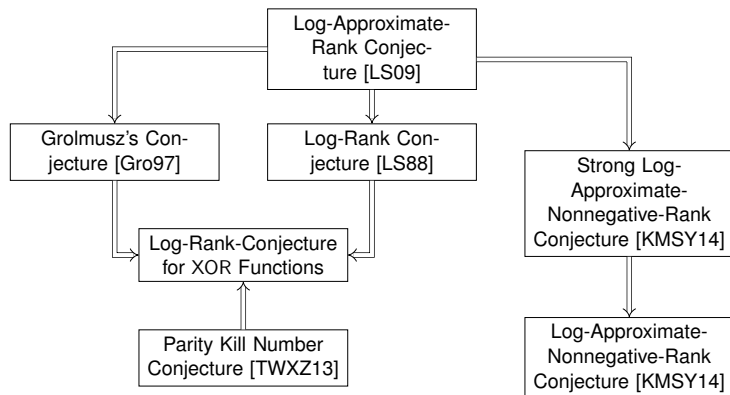 Log-Approximate-
Rank Conjec-
ture [LS09]
Grolmusz's Con-
jecture [Gro97]
Log-Rank Con-
jecture [LS88]
Strong Log-
Approximate-
Nonnegative-Rank
Conjecture [KMSY14]
Log-Rank-Conjecture
for XOR Functions
Parity Kill Number
Conjecture [TWXZ13]
Log-Approximate-
Nonnegative-Rank
Conjecture [KMSY14]